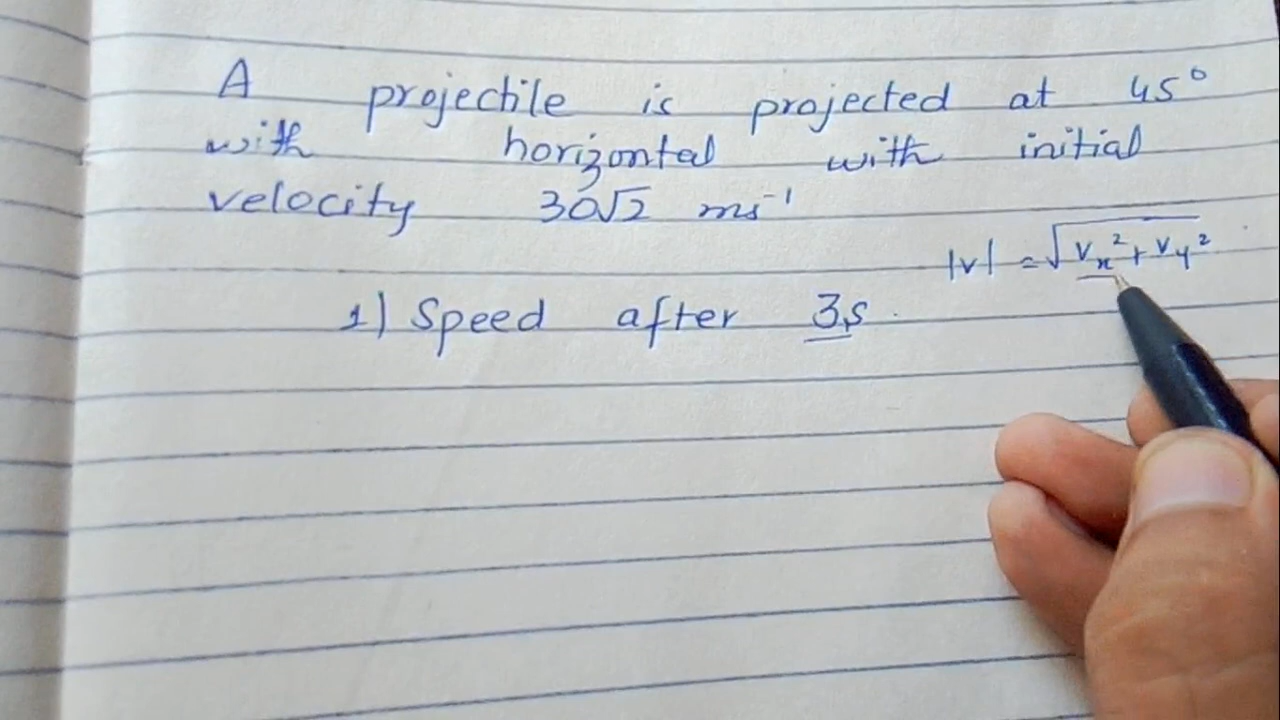 A projectile is projected at 45°
with horizontal with initial
velocity 30√2 ms⁻¹
|v| = √(vₓ² + v_y²)
1) Speed after 3s.